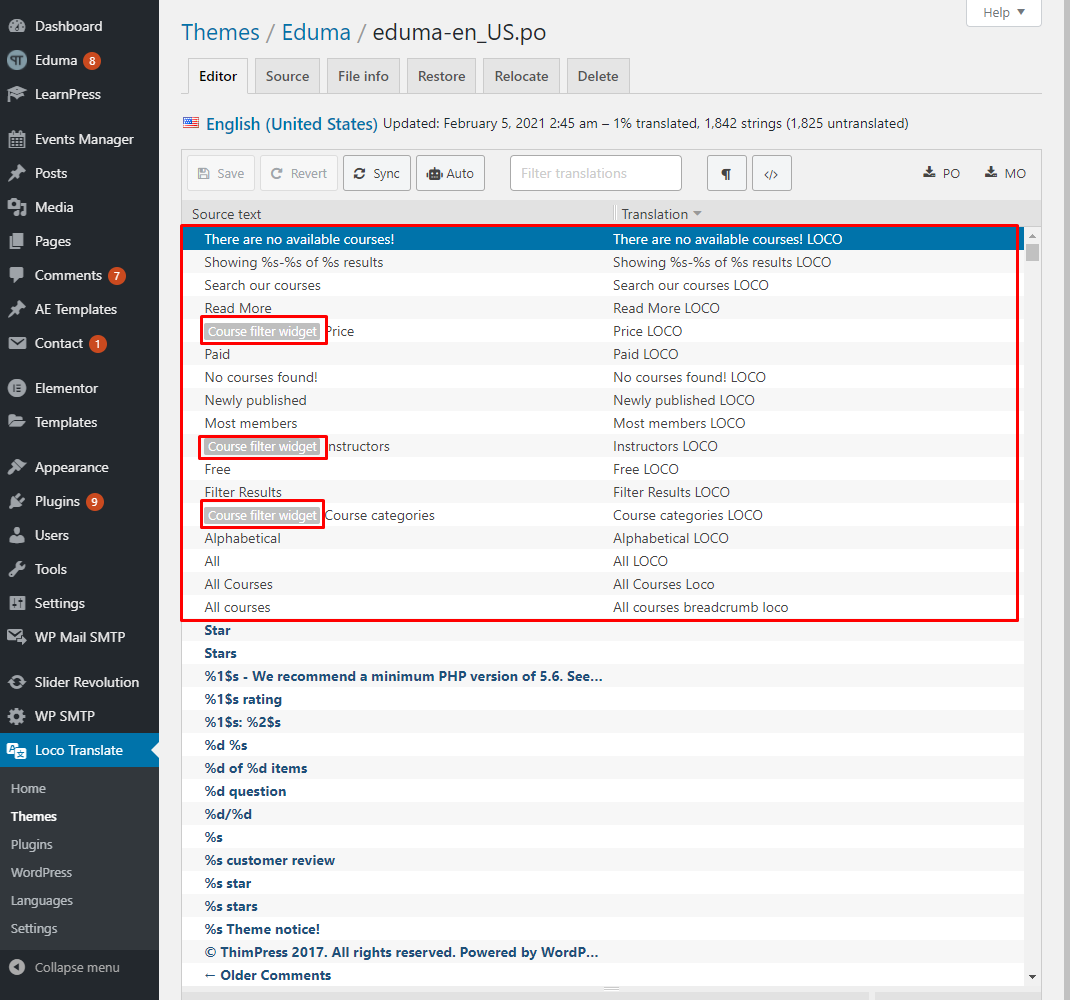 Dashboard
Eduma 8
LearnPress
Events Manager
Posts
Media
Pages
Comments 7
AE Templates
Contact 1
Elementor
Templates
Appearance
Plugins 9
Users
Tools
Settings
WP Mail SMTP
Slider Revolution
WP SMTP
Loco Translate
Home
Themes
Plugins
WordPress
Languages
Settings
Collapse menu
Help
Themes / Eduma / eduma-en_US.po
Editor Source File info Restore Relocate Delete
English (United States) Updated: February 5, 2021 2:45 am – 1% translated, 1,842 strings (1,825 untranslated)
Save Revert Sync Auto Filter translations ¶ </> PO MO
Source text Translation
There are no available courses! There are no available courses! LOCO
Showing %s-%s of %s results Showing %s-%s of %s results LOCO
Search our courses Search our courses LOCO
Read More Read More LOCO
Course filter widget Price Price LOCO
Paid Paid LOCO
No courses found! No courses found! LOCO
Newly published Newly published LOCO
Most members Most members LOCO
Course filter widget nstructors Instructors LOCO
Free Free LOCO
Filter Results Filter Results LOCO
Course filter widget Course categories Course categories LOCO
Alphabetical Alphabetical LOCO
All All LOCO
All Courses All Courses Loco
All courses All courses breadcrumb loco
Star
Stars
%1$s - We recommend a minimum PHP version of 5.6. See…
%1$s rating
%1$s: %2$s
%d %s
%d of %d items
%d question
%d/%d
%s
%s customer review
%s star
%s stars
%s Theme notice!
© ThimPress 2017. All rights reserved. Powered by WordP…
← Older Comments